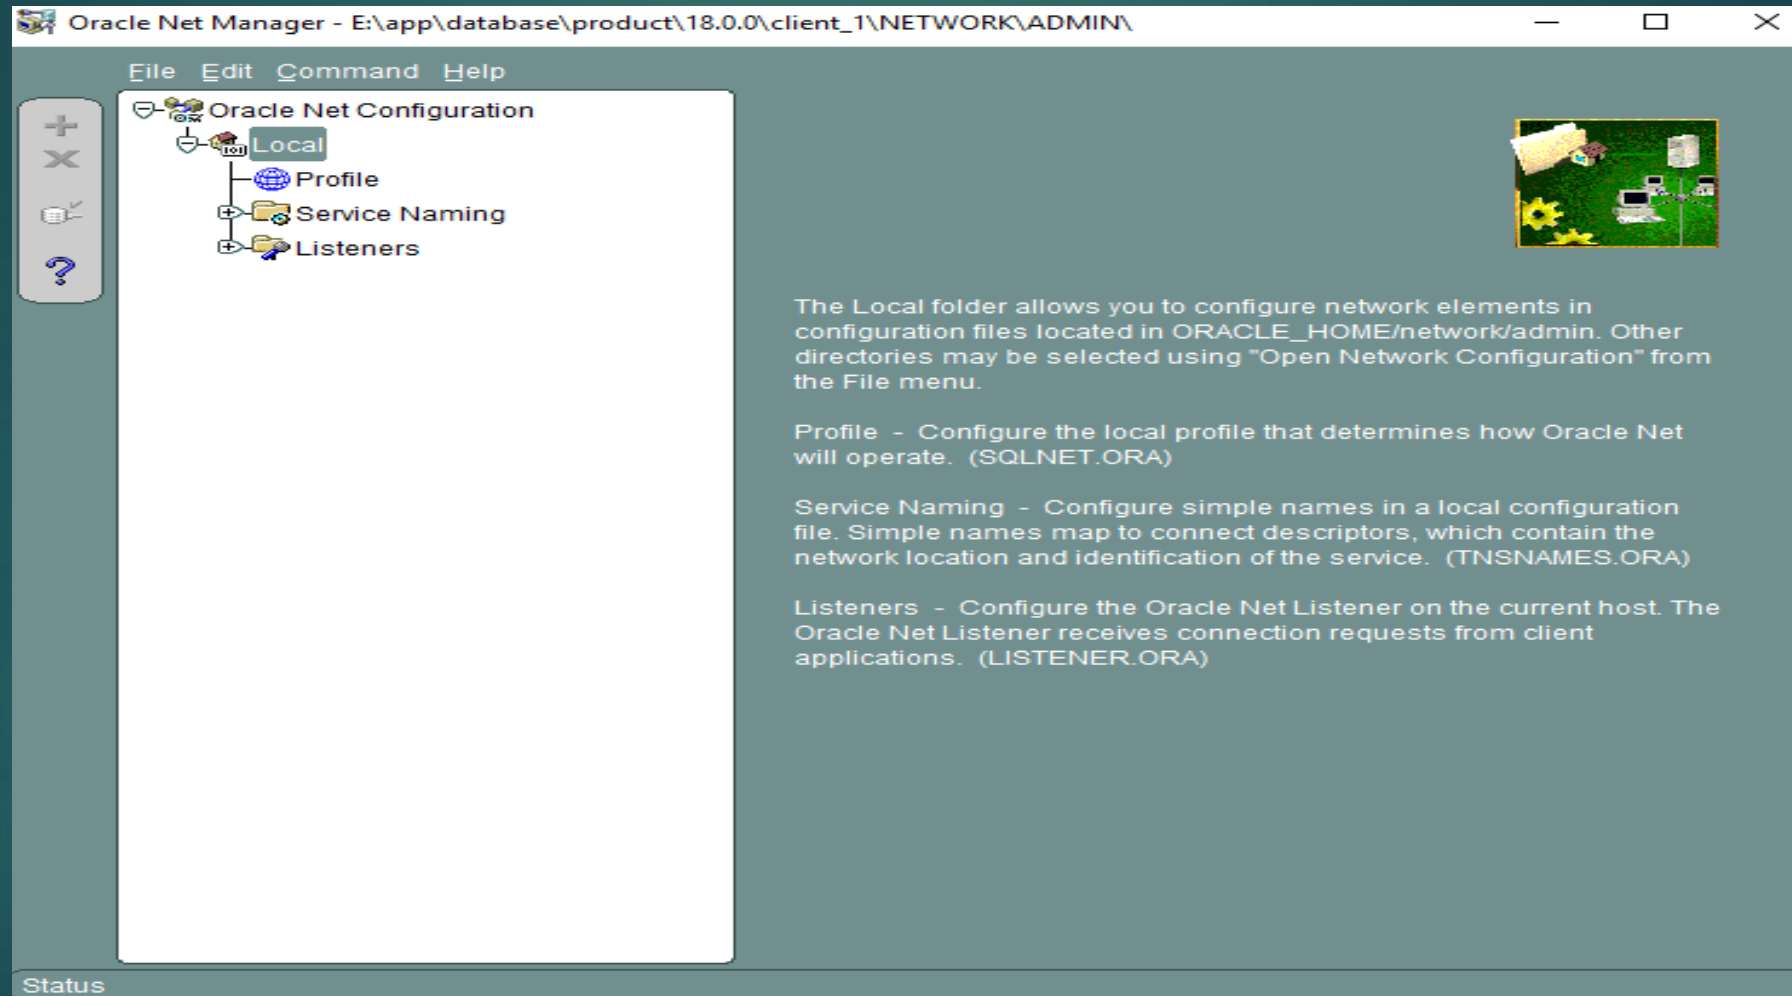 Oracle Net Manager - E:\app\database\product\18.0.0\client_1\NETWORK\ADMIN\
File Edit Command Help
Oracle Net Configuration
Local
Profile
Service Naming
Listeners
The Local folder allows you to configure network elements in
configuration files located in ORACLE_HOME/network/admin. Other
directories may be selected using "Open Network Configuration" from
the File menu.
Profile - Configure the local profile that determines how Oracle Net
will operate. (SQLNET.ORA)
Service Naming - Configure simple names in a local configuration
file. Simple names map to connect descriptors, which contain the
network location and identification of the service. (TNSNAMES.ORA)
Listeners - Configure the Oracle Net Listener on the current host. The
Oracle Net Listener receives connection requests from client
applications. (LISTENER.ORA)
Status